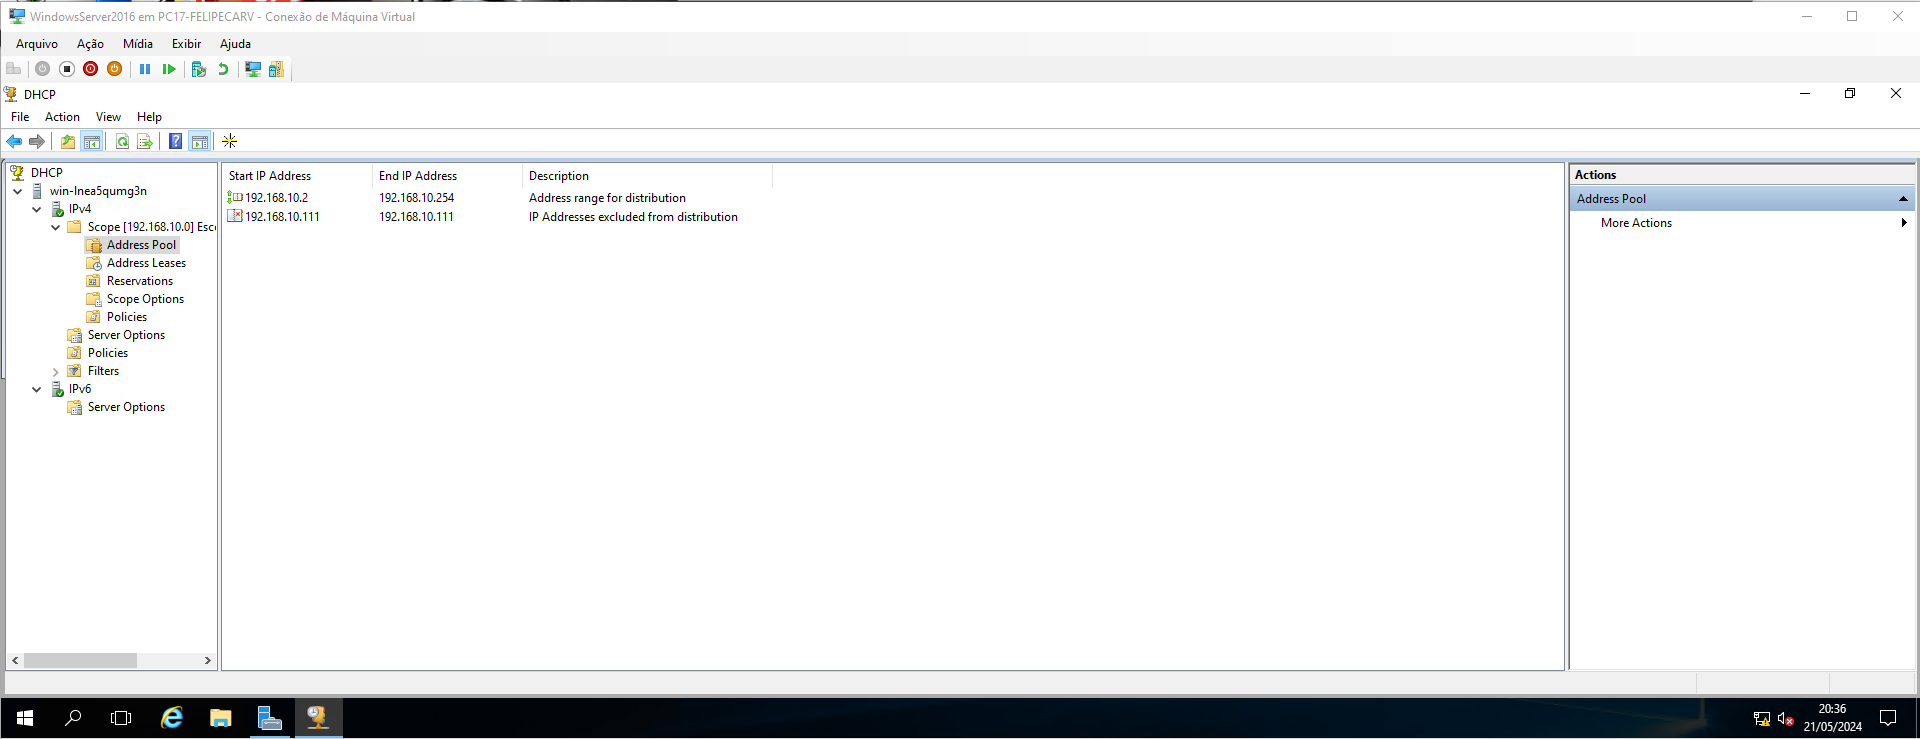 WindowsServer2016 em PC17-FELIPECARV - Conexão de Máquina Virtual
Arquivo Ação Mídia Exibir Ajuda
DHCP
File Action View Help
DHCP
win-lnea5qumg3n
IPv4
Scope [192.168.10.0] Esc
Address Pool
Address Leases
Reservations
Scope Options
Policies
Server Options
Policies
Filters
IPv6
Server Options
Start IP Address End IP Address Description
192.168.10.2 192.168.10.254 Address range for distribution
192.168.10.111 192.168.10.111 IP Addresses excluded from distribution
Actions
Address Pool
More Actions
20:36
21/05/2024